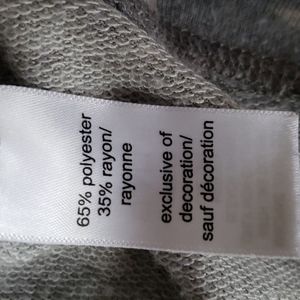 65% polyester
35% rayon/
rayonne
exclusive of
decoration/
sauf décoration